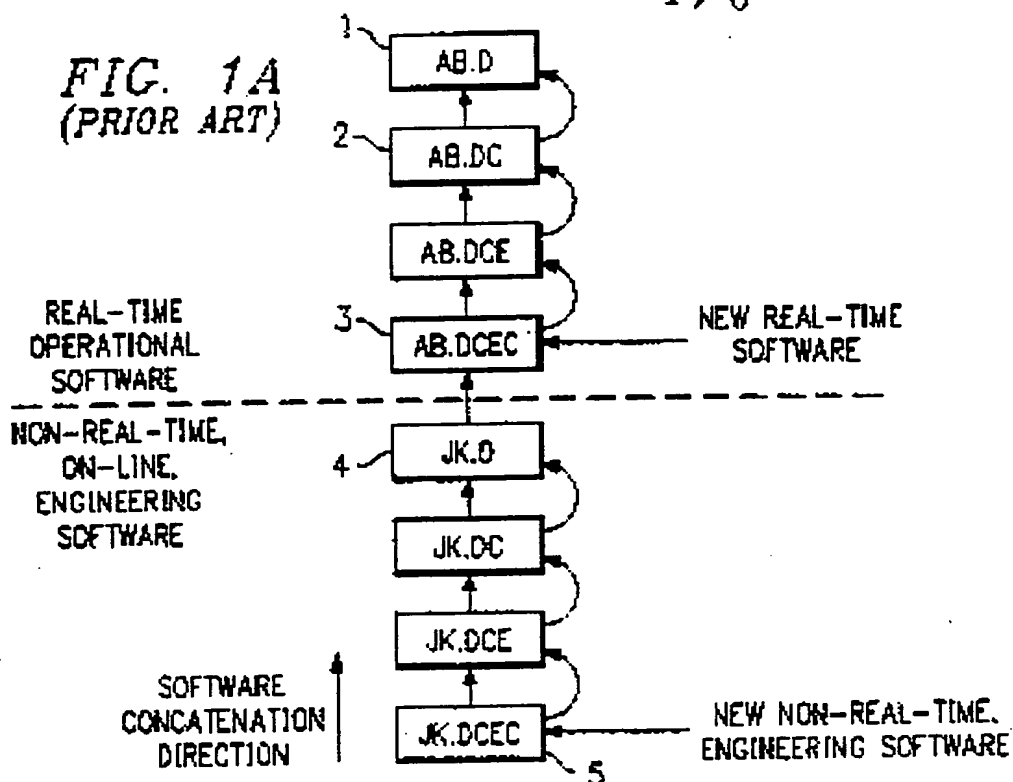 1
AB.D
FIG. 1A
(PRIOR ART)
2
AB.DC
AB.DCE
REAL-TIME
OPERATIONAL
SOFTWARE
3
AB.DCEC
NEW REAL-TIME
SOFTWARE
NON-REAL-TIME,
ON-LINE,
ENGINEERING
SOFTWARE
4
JK.D
JK.DC
JK.DCE
SOFTWARE
CONCATENATION
DIRECTION
JK.DCEC
5
NEW NON-REAL-TIME,
ENGINEERING SOFTWARE